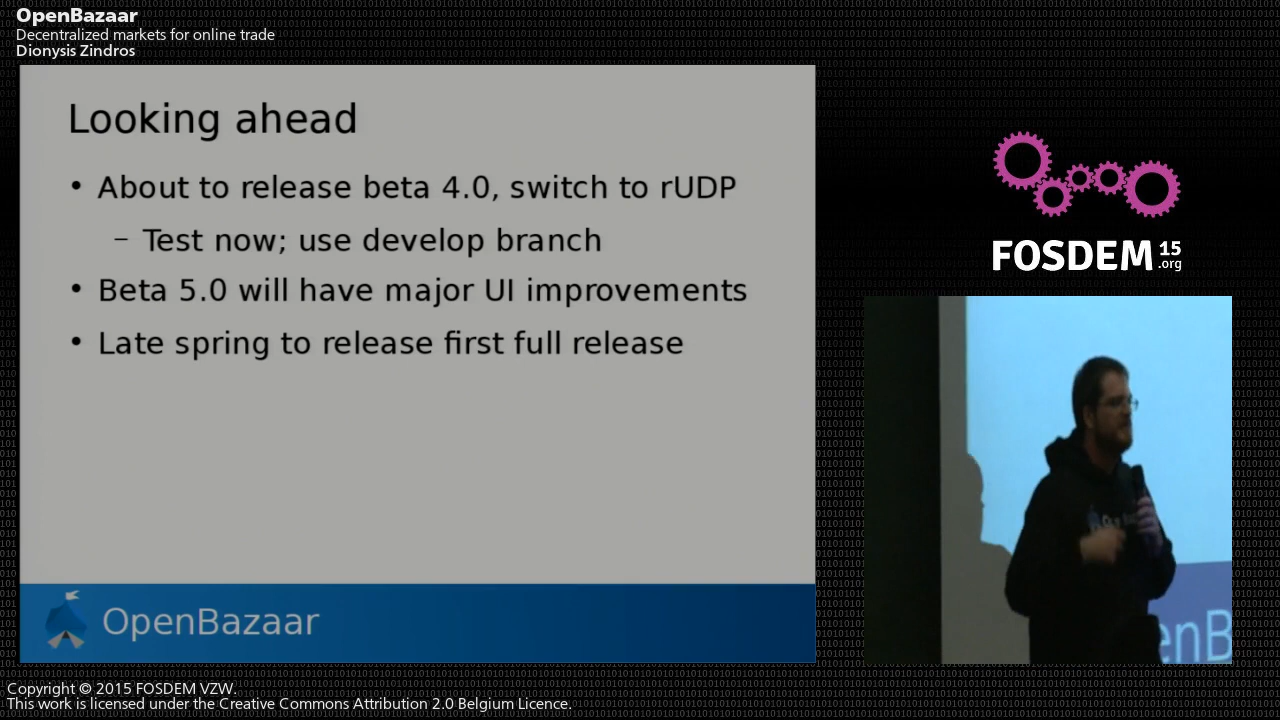 OpenBazaar
Decentralized markets for online trade
Dionysis Zindros
Looking ahead
• About to release beta 4.0, switch to rUDP
– Test now; use develop branch
• Beta 5.0 will have major UI improvements
• Late spring to release first full release
OpenBazaar
FOSDEM 15
.org
enB
Copyright © 2015 FOSDEM VZW.
This work is licensed under the Creative Commons Attribution 2.0 Belgium Licence.